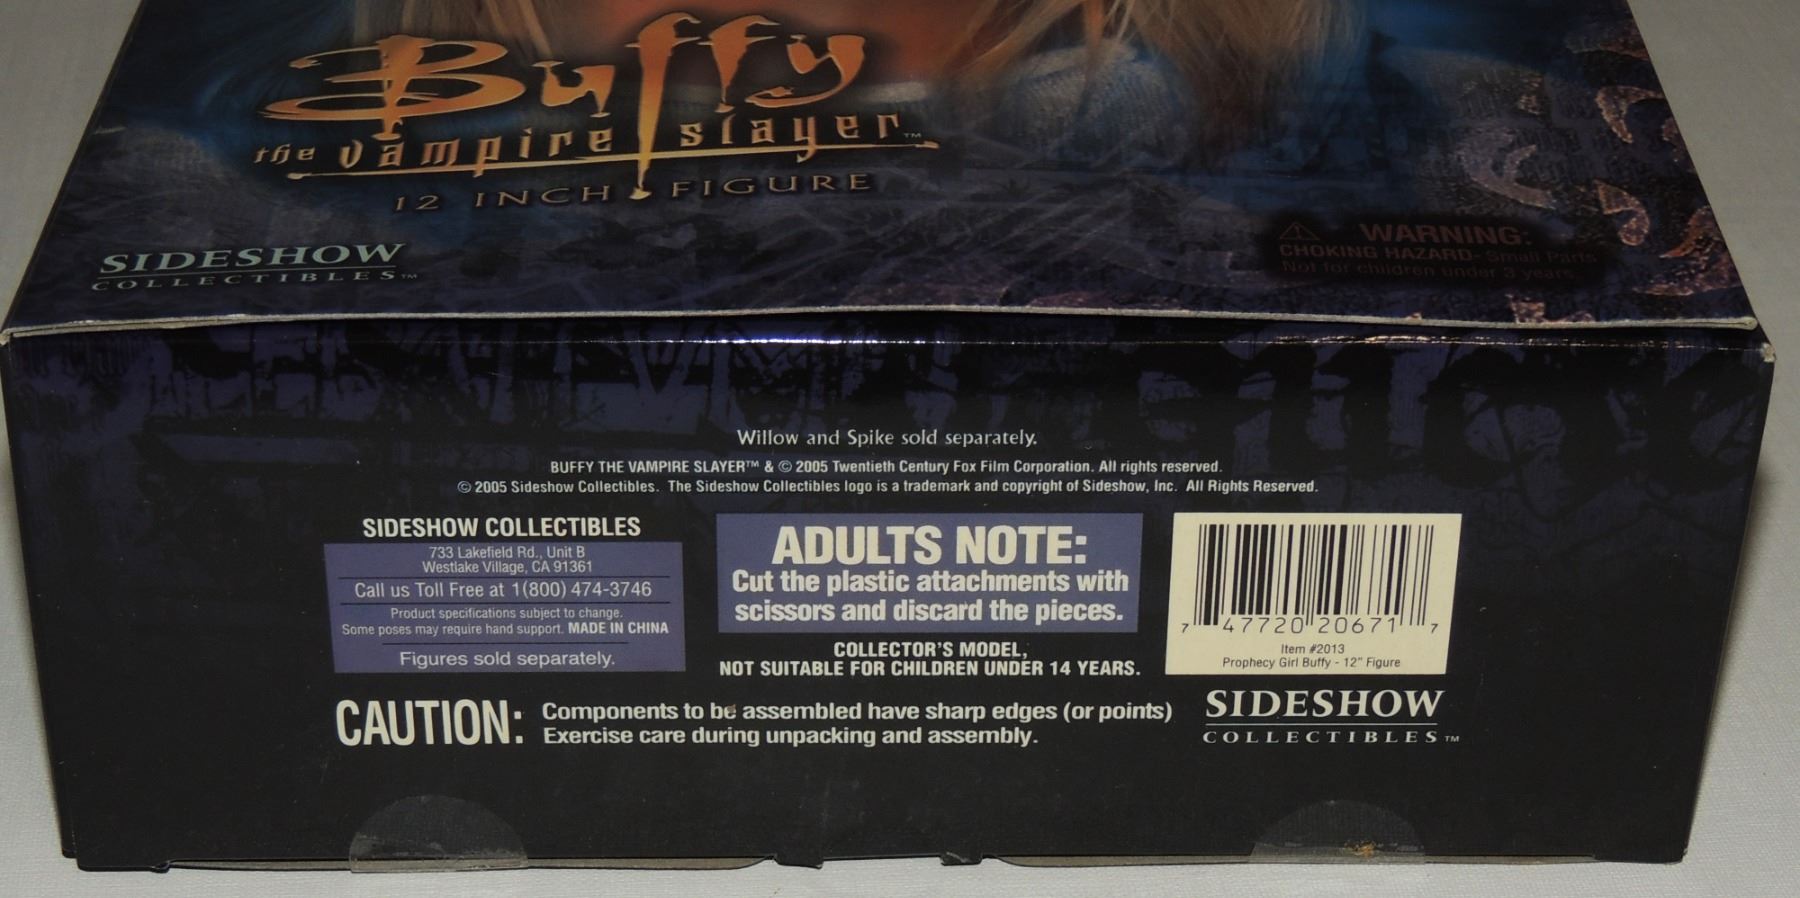 Buffy
the vampire slayer™
12 INCH FIGURE
SIDESHOW
COLLECTIBLES™
WARNING:
CHOKING HAZARD- Small Parts
Not for children under 3 years.
Willow and Spike sold separately.
BUFFY THE VAMPIRE SLAYER™ & © 2005 Twentieth Century Fox Film Corporation. All rights reserved.
© 2005 Sideshow Collectibles. The Sideshow Collectibles logo is a trademark and copyright of Sideshow, Inc. All Rights Reserved.
SIDESHOW COLLECTIBLES
733 Lakefield Rd., Unit B
Westlake Village, CA 91361
Call us Toll Free at 1(800) 474-3746
Product specifications subject to change.
Some poses may require hand support. MADE IN CHINA
Figures sold separately.
ADULTS NOTE:
Cut the plastic attachments with
scissors and discard the pieces.
COLLECTOR'S MODEL,
NOT SUITABLE FOR CHILDREN UNDER 14 YEARS.
7 47720 20671 7
Item #2013
Prophecy Girl Buffy - 12" Figure
CAUTION: Components to be assembled have sharp edges (or points)
Exercise care during unpacking and assembly.
SIDESHOW
COLLECTIBLES™